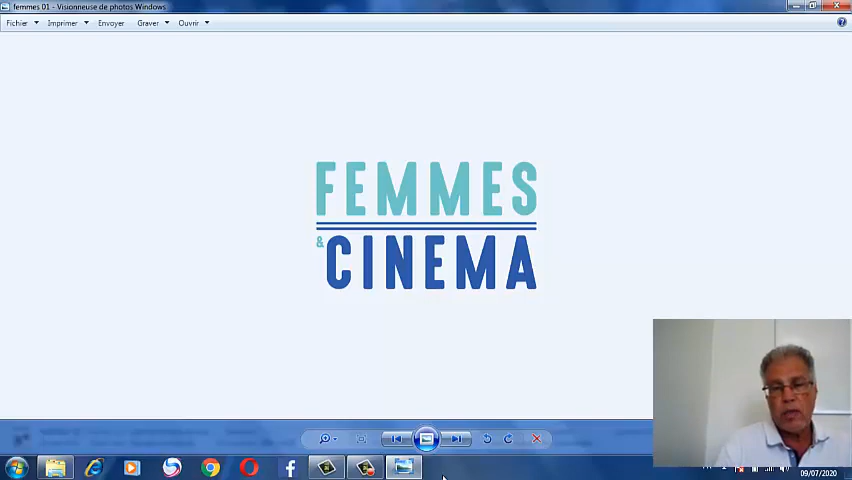 femmes 01 - Visionneuse de photos Windows
Fichier Imprimer Envoyer Graver Ouvrir
FEMMES
& CINEMA
09/07/2020